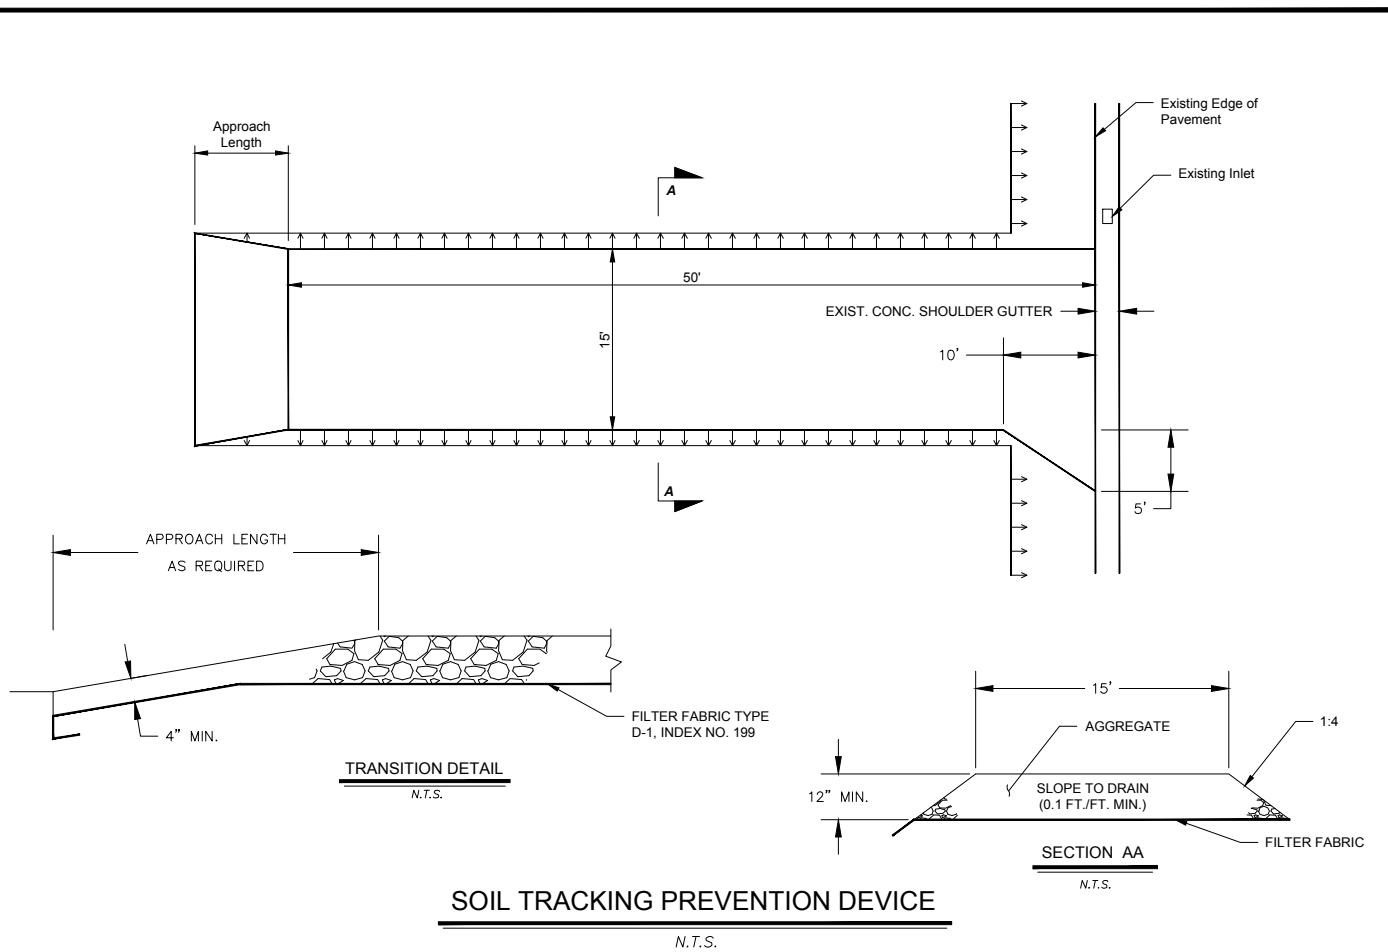 Existing Edge of
Pavement
Approach
Length
Existing Inlet
A
50'
EXIST. CONC. SHOULDER GUTTER
15'
10'
A
5'
APPROACH LENGTH
AS REQUIRED
4” MIN.
FILTER FABRIC TYPE
D-1, INDEX NO. 199
TRANSITION DETAIL
N.T.S.
15'
AGGREGATE
1:4
12” MIN.
SLOPE TO DRAIN
(0.1 FT./FT. MIN.)
FILTER FABRIC
SECTION AA
N.T.S.
SOIL TRACKING PREVENTION DEVICE
N.T.S.